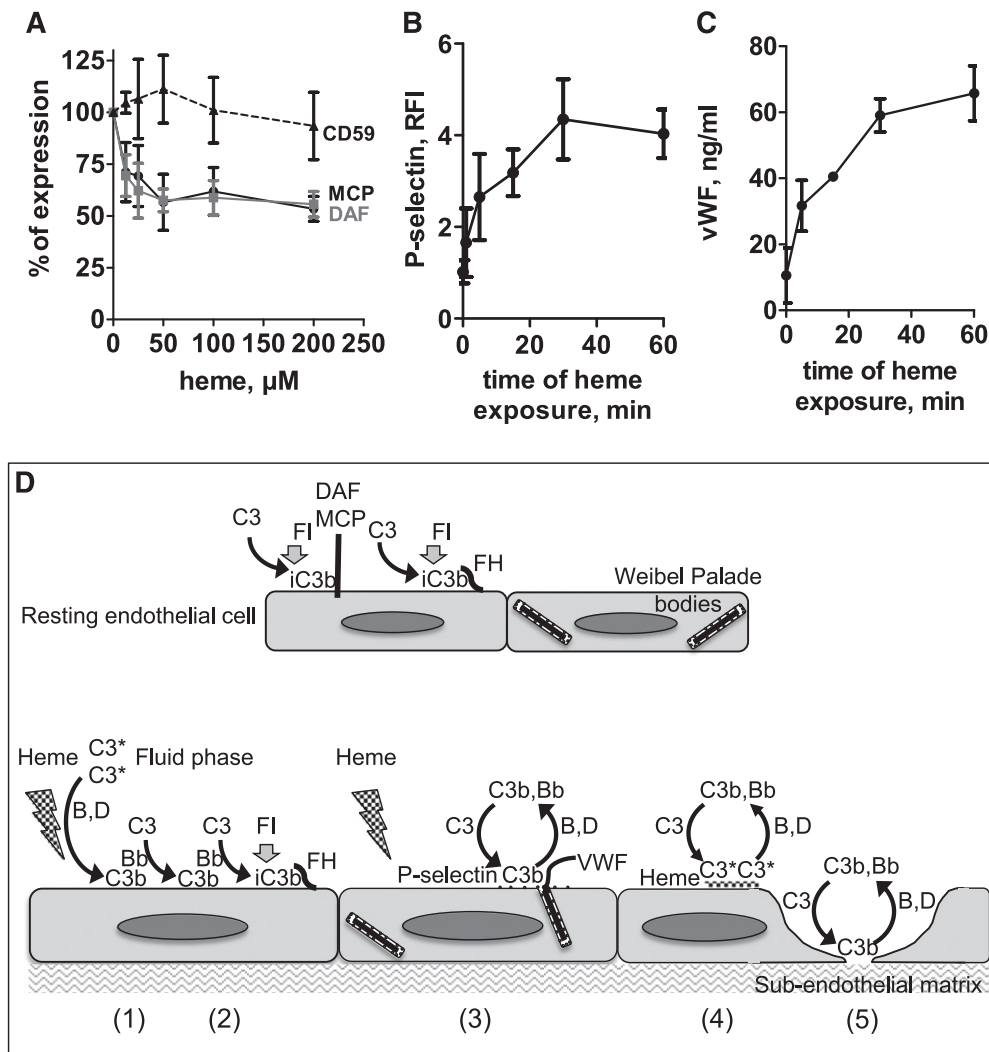 A
% of expression
125
100
75
50
25
0
CD59
MCP
DAF
0 50 100 150 200 250
heme, µM
B
P-selectin, RFI
6
4
2
0
0 20 40 60
time of heme
exposure, min
C
vWF, ng/ml
80
60
40
20
0
0 20 40 60
time of heme
exposure, min
D
DAF
MCP
C3
FI
C3
FI
iC3b
iC3b
FH
Resting endothelial cell
Weibel Palade
bodies
Heme
C3*
C3*
Fluid phase
B,D
C3
C3
FI
Bb
Bb
C3b
C3b
iC3b
FH
Heme
C3b,Bb
C3
B,D
P-selectin
C3b
VWF
C3b,Bb
C3
B,D
Heme
C3*C3*
C3b,Bb
C3
B,D
C3b
Sub-endothelial matrix
(1) (2) (3) (4) (5)